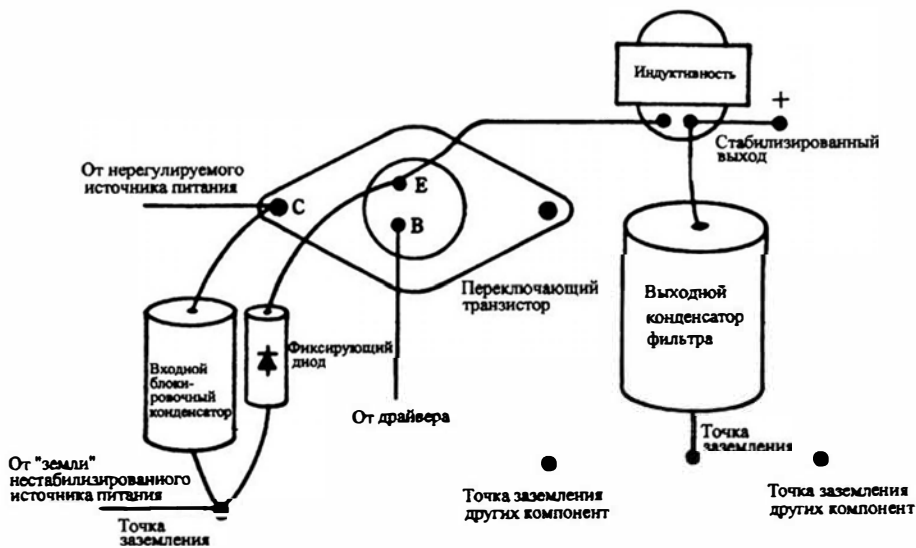 Индуктивность
+
Стабилизированный
выход
От нерегулируемого
источника питания
C
E
B
Переключающий
транзистор
Выходной
конденсатор
фильтра
Фиксирующий
диод
Входной
блоки-
ровочный
конденсатор
От драйвера
Точка
заземления
От "земли"
нестабилизированного
источника питания
Точка
заземления
Точка заземления
других компонент
Точка заземления
других компонент